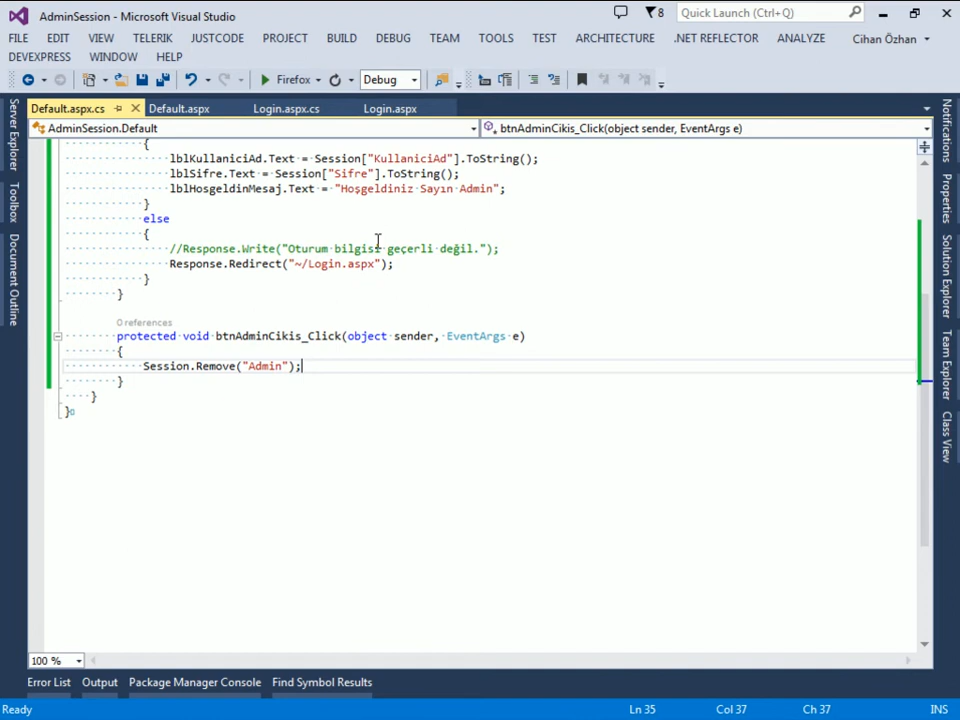 AdminSession - Microsoft Visual Studio
8
Quick Launch (Ctrl+Q)
FILE EDIT VIEW TELERIK JUSTCODE PROJECT BUILD DEBUG TEAM TOOLS TEST ARCHITECTURE .NET REFLECTOR ANALYZE Cihan Özhan
DEVEXPRESS WINDOW HELP
Firefox Debug
Default.aspx.cs Default.aspx Login.aspx.cs Login.aspx
AdminSession.Default btnAdminCikis_Click(object sender, EventArgs e)
{
lblKullaniciAd.Text = Session["KullaniciAd"].ToString();
lblSifre.Text = Session["Sifre"].ToString();
lblHosgeldinMesaj.Text = "Hoşgeldiniz Sayın Admin";
}
else
{
//Response.Write("Oturum bilgisi geçerli değil.");
Response.Redirect("~/Login.aspx");
}
}
0 references
protected void btnAdminCikis_Click(object sender, EventArgs e)
{
Session.Remove("Admin");
}
}
}
Server Explorer
Toolbox
Document Outline
Notifications
Properties
Solution Explorer
Team Explorer
Class View
100 %
Error List Output Package Manager Console Find Symbol Results
Ready Ln 35 Col 37 Ch 37 INS